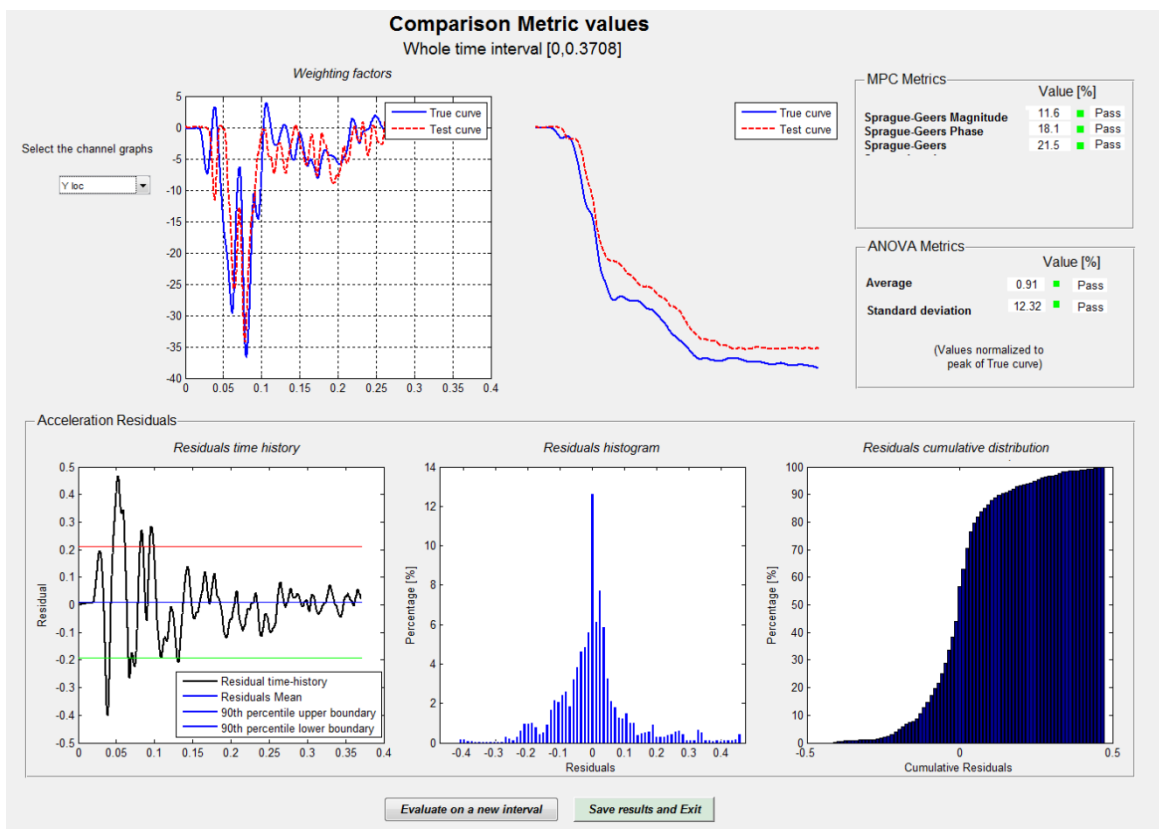 Comparison Metric values
Whole time interval [0,0.3708]
Weighting factors
Select the channel graphs
Y loc
5
0
-5
-10
-15
-20
-25
-30
-35
-40
0 0.05 0.1 0.15 0.2 0.25 0.3 0.35 0.4
True curve
Test curve
True curve
Test curve
MPC Metrics
Value [%]
Sprague-Geers Magnitude 11.6 Pass
Sprague-Geers Phase 18.1 Pass
Sprague-Geers 21.5 Pass
ANOVA Metrics
Value [%]
Average 0.91 Pass
Standard deviation 12.32 Pass
(Values normalized to
peak of True curve)
Acceleration Residuals
Residuals time history
0.5
0.4
0.3
0.2
0.1
0
-0.1
-0.2
-0.3
-0.4
-0.5
0 0.05 0.1 0.15 0.2 0.25 0.3 0.35 0.4
Residual
Residual time-history
Residuals Mean
90th percentile upper boundary
90th percentile lower boundary
Residuals histogram
14
12
10
8
6
4
2
0
-0.4 -0.3 -0.2 -0.1 0 0.1 0.2 0.3 0.4
Percentage [%]
Residuals
Residuals cumulative distribution
100
90
80
70
60
50
40
30
20
10
0
-0.5 0 0.5
Percentage [%]
Cumulative Residuals
Evaluate on a new interval
Save results and Exit